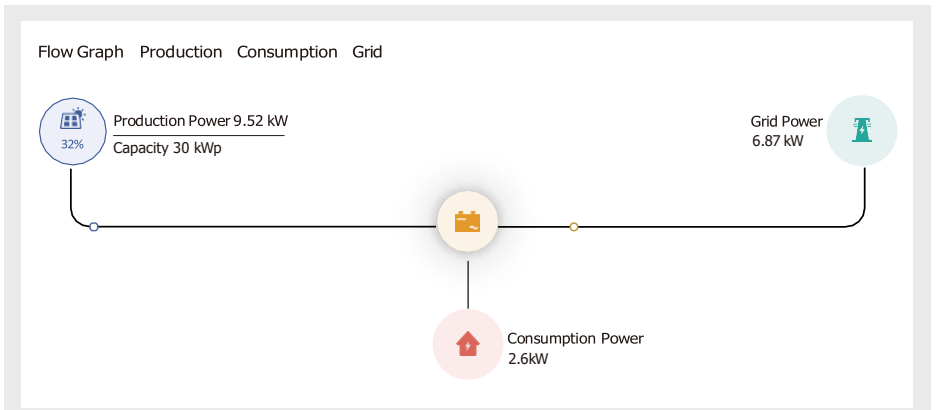 Flow Graph Production Consumption Grid
32%
Production Power 9.52 kW
Capacity 30 kWp
Grid Power
6.87 kW
Consumption Power
2.6kW